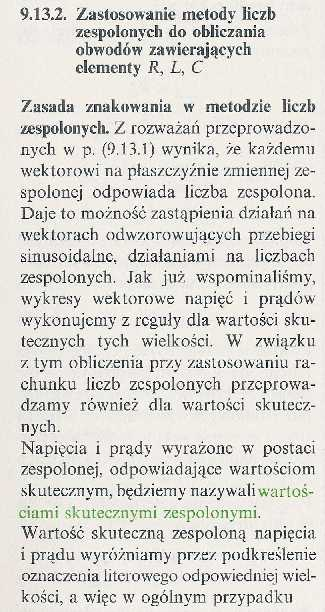 9.13.2. Zastosowanie metody liczb
zespolonych do obliczania
obwodów zawierających
elementy R, L, C
Zasada znakowania w metodzie liczb
zespolonych. Z rozważań przeprowadzo-
nych w p. (9.13.1) wynika, że każdemu
wektorowi na płaszczyźnie zmiennej ze-
spolonej odpowiada liczba zespolona.
Daje to możność zastąpienia działań na
wektorach odwzorowujących przebiegi
sinusoidalne, działaniami na liczbach
zespolonych. Jak już wspominaliśmy,
wykresy wektorowe napięć i prądów
wykonujemy z reguły dla wartości sku-
tecznych tych wielkości. W związku
z tym obliczenia przy zastosowaniu ra-
chunku liczb zespolonych przeprowa-
dzamy również dla wartości skutecz-
nych.
Napięcia i prądy wyrażone w postaci
zespolonej, odpowiadające wartościom
skutecznym, będziemy nazywali wartoś-
ciami skutecznymi zespolonymi.
Wartość skuteczną zespoloną napięcia
i prądu wyróżniamy przez podkreślenie
oznaczenia literowego odpowiedniej wiel-
kości, a więc w ogólnym przypadku